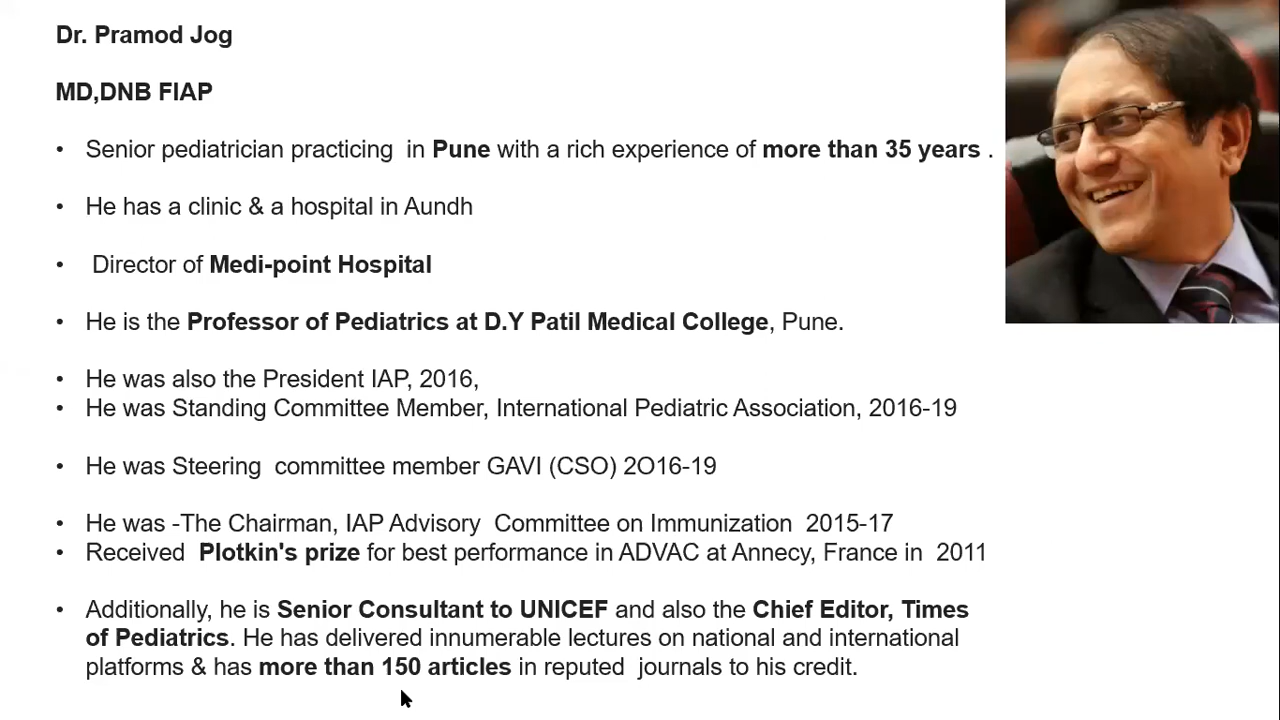 Dr. Pramod Jog
MD,DNB FIAP
• Senior pediatrician practicing  in Pune with a rich experience of more than 35 years .
• He has a clinic & a hospital in Aundh
•  Director of Medi-point Hospital
• He is the Professor of Pediatrics at D.Y Patil Medical College, Pune.
• He was also the President IAP, 2016,
• He was Standing Committee Member, International Pediatric Association, 2016-19
• He was Steering  committee member GAVI (CSO) 2O16-19
• He was -The Chairman, IAP Advisory  Committee on Immunization  2015-17
• Received  Plotkin's prize for best performance in ADVAC at Annecy, France in  2011
• Additionally, he is Senior Consultant to UNICEF and also the Chief Editor, Times
of Pediatrics. He has delivered innumerable lectures on national and international
platforms & has more than 150 articles in reputed  journals to his credit.